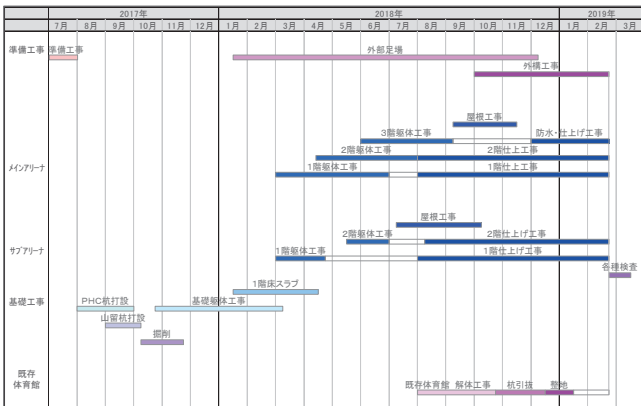 2017年 2018年 2019年
7月 8月 9月 10月 11月 12月 1月 2月 3月 4月 5月 6月 7月 8月 9月 10月 11月 12月 1月 2月 3月
準備工事 準備工事 外部足場
外構工事
屋根工事
3階躯体工事 防水・仕上げ工事
2階躯体工事 2階仕上工事
メインアリーナ
1階躯体工事 1階仕上工事
屋根工事
2階躯体工事 2階仕上げ工事
サブアリーナ
1階躯体工事 1階仕上げ工事
各種検査
1階床スラブ
基礎工事 PHC杭打設 基礎躯体工事
山留杭打設
掘削
既存
体育館
既存体育館 解体工事 杭引抜 整地